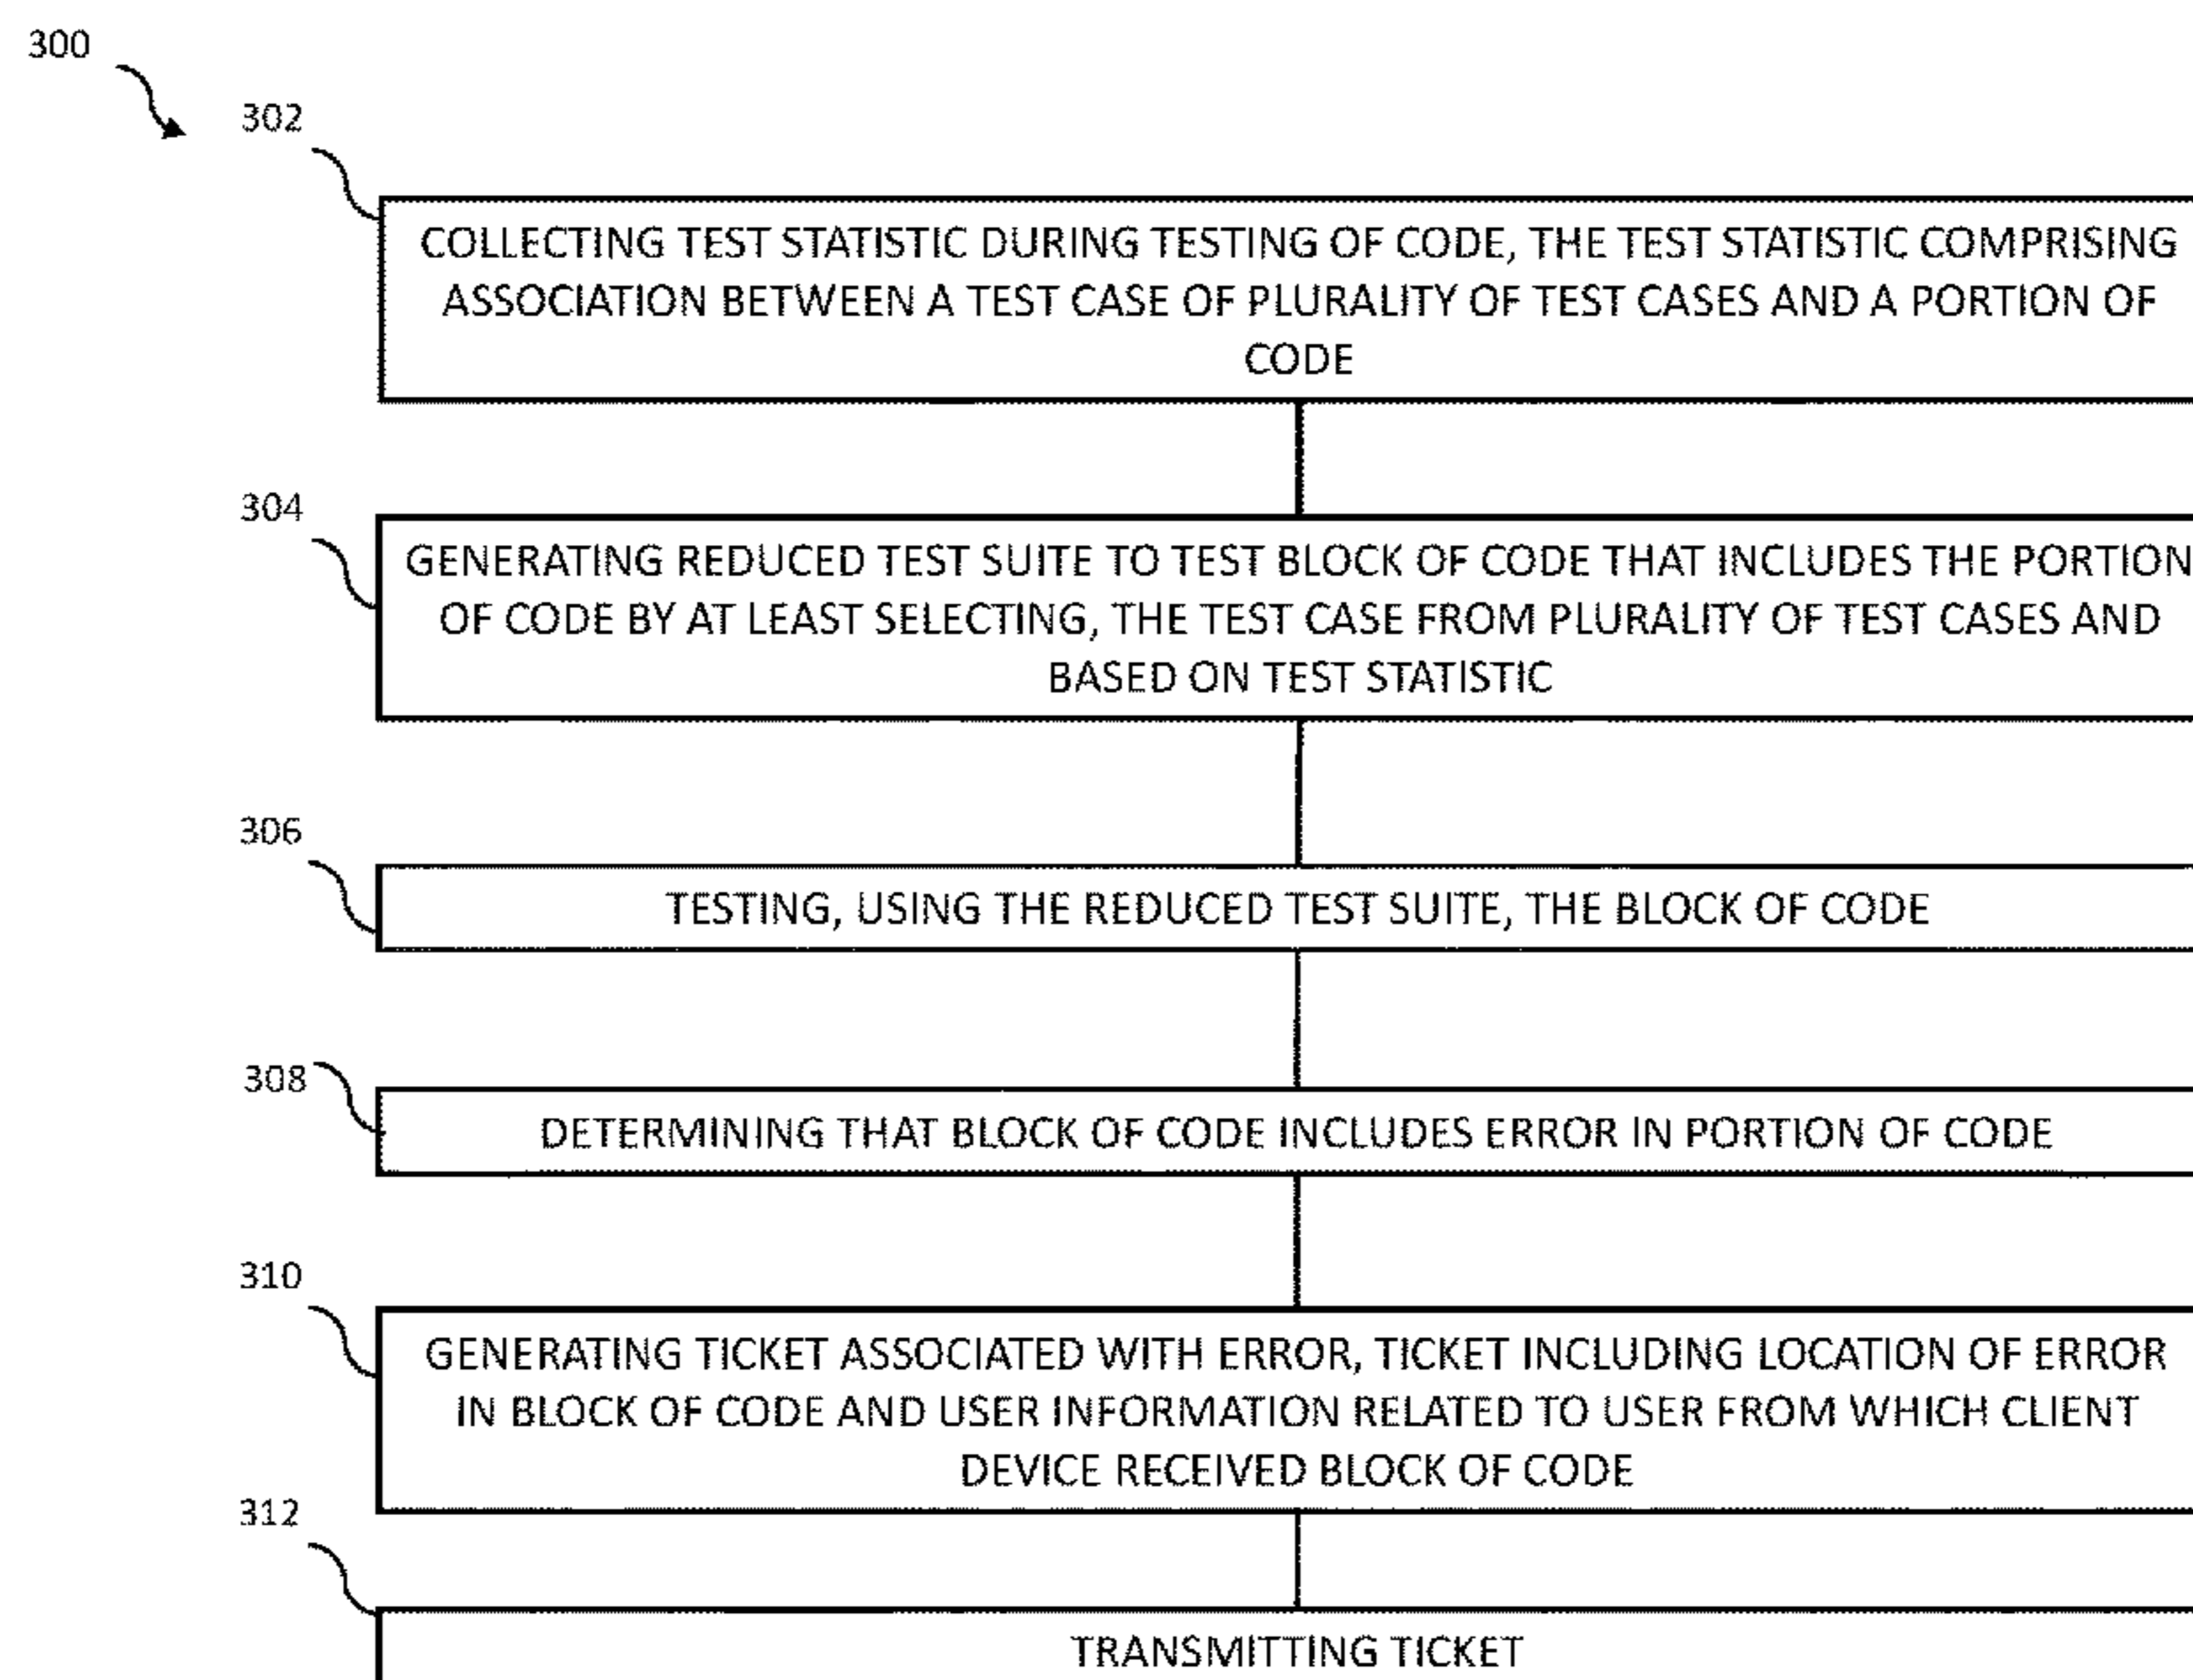 300
302
COLLECTING TEST STATISTIC DURING TESTING OF CODE, THE TEST STATISTIC COMPRISING
ASSOCIATION BETWEEN A TEST CASE OF PLURALITY OF TEST CASES AND A PORTION OF
CODE
304
GENERATING REDUCED TEST SUITE TO TEST BLOCK OF CODE THAT INCLUDES THE PORTION
OF CODE BY AT LEAST SELECTING, THE TEST CASE FROM PLURALITY OF TEST CASES AND
BASED ON TEST STATISTIC
306
TESTING, USING THE REDUCED TEST SUITE, THE BLOCK OF CODE
308
DETERMINING THAT BLOCK OF CODE INCLUDES ERROR IN PORTION OF CODE
310
GENERATING TICKET ASSOCIATED WITH ERROR, TICKET INCLUDING LOCATION OF ERROR
IN BLOCK OF CODE AND USER INFORMATION RELATED TO USER FROM WHICH CLIENT
DEVICE RECEIVED BLOCK OF CODE
312
TRANSMITTING TICKET